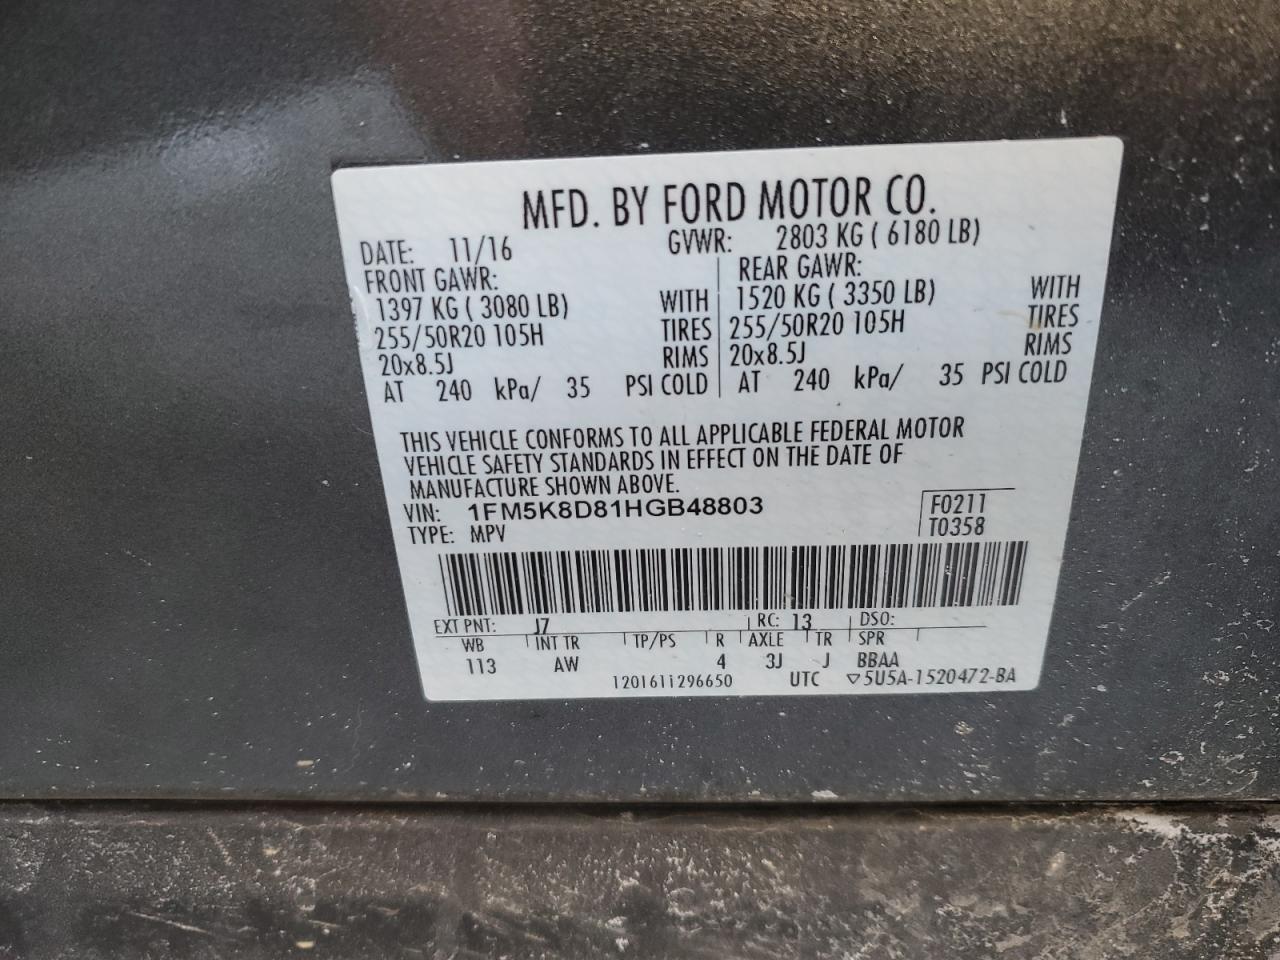 MFD. BY FORD MOTOR CO.
DATE: 11/16 GVWR: 2803 KG ( 6180 LB)
FRONT GAWR: REAR GAWR:
1397 KG ( 3080 LB) WITH 1520 KG ( 3350 LB) WITH
255/50R20 105H TIRES 255/50R20 105H TIRES
20x8.5J RIMS 20x8.5J RIMS
AT 240 kPa/ 35 PSI COLD AT 240 kPa/ 35 PSI COLD
THIS VEHICLE CONFORMS TO ALL APPLICABLE FEDERAL MOTOR
VEHICLE SAFETY STANDARDS IN EFFECT ON THE DATE OF
MANUFACTURE SHOWN ABOVE.
VIN: 1FM5K8D81HGB48803 F0211
TYPE: MPV T0358
EXT PNT: J7 RC: 13 DSO:
WB INT TR TP/PS R AXLE TR SPR
113 AW 4 3J J BBAA
1201611296650 UTC ▽5U5A-1520472-BA